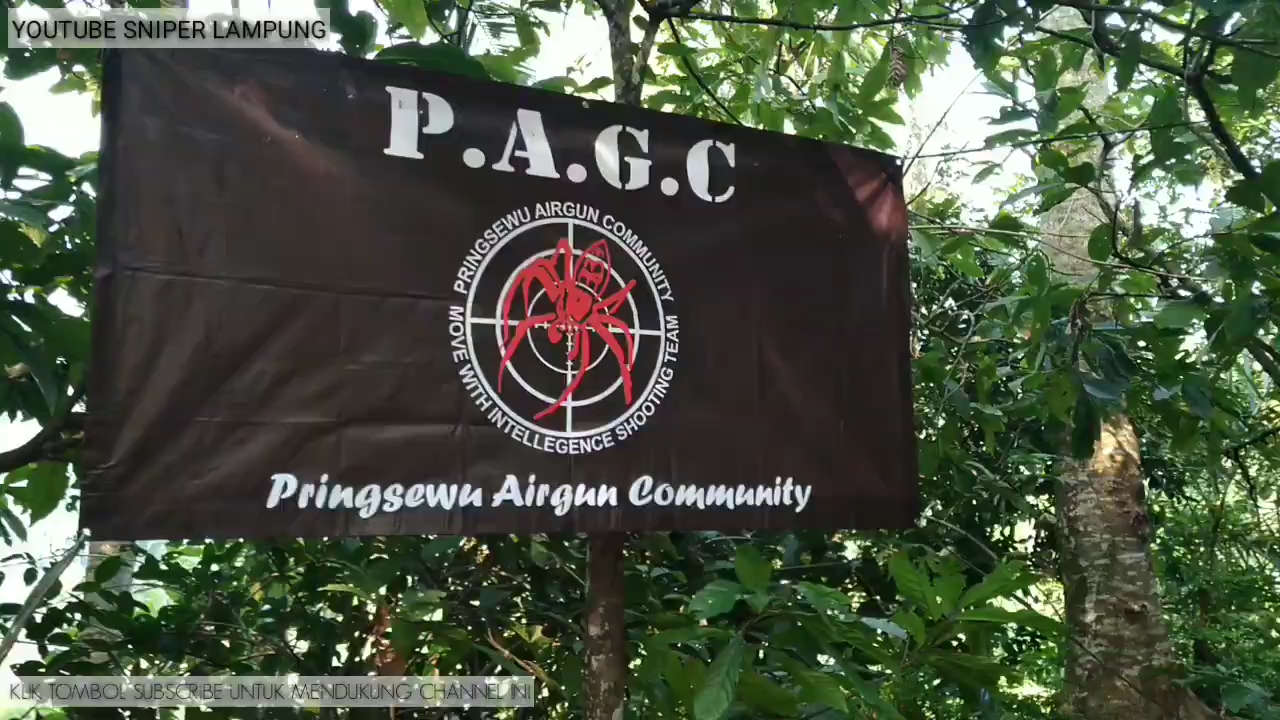 YOUTUBE SNIPER LAMPUNG
P.A.G.C
PRINGSEWU AIRGUN COMMUNITY
MOVE WITH INTELLEGENCE SHOOTING TEAM
Pringsewu Airgun Community
KLIK TOMBOL SUBSCRIBE UNTUK MENDUKUNG CHANNEL INI